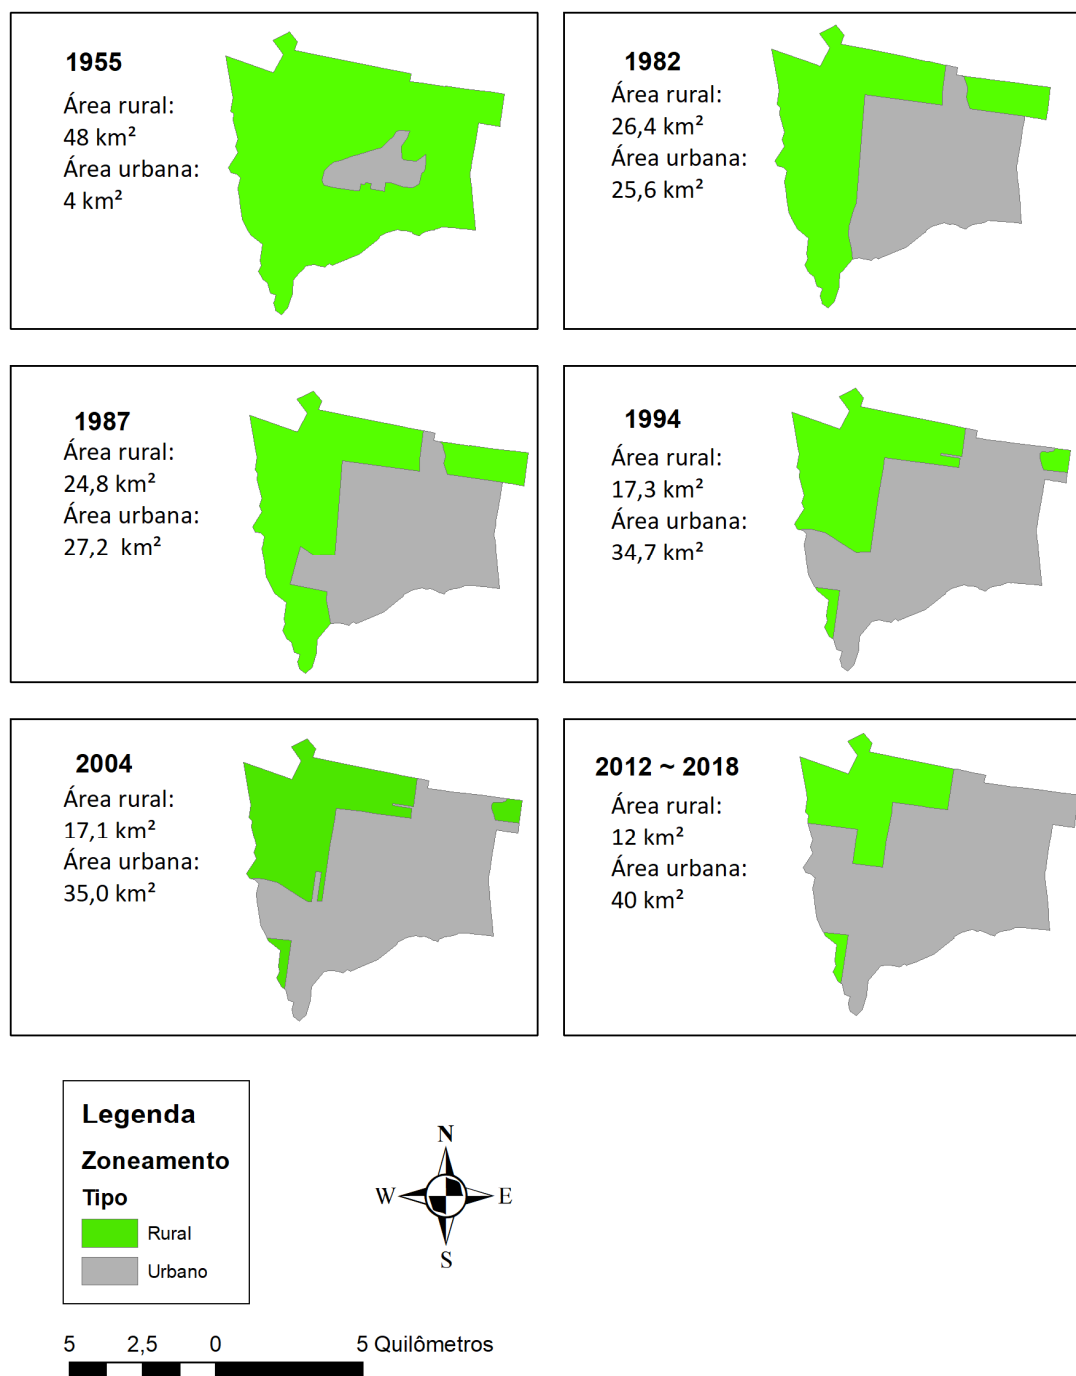 1955
Área rural:
48 km²
Área urbana:
4 km²
1982
Área rural:
26,4 km²
Área urbana:
25,6 km²
1987
Área rural:
24,8 km²
Área urbana:
27,2  km²
1994
Área rural:
17,3 km²
Área urbana:
34,7 km²
2004
Área rural:
17,1 km²
Área urbana:
35,0 km²
2012 ~ 2018
Área rural:
12 km²
Área urbana:
40 km²
Legenda
Zoneamento
Tipo
Rural
Urbano
N
W E
S
5 2,5 0 5 Quilômetros